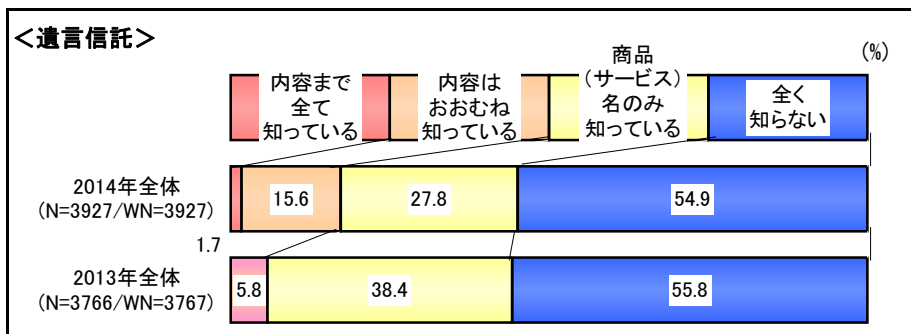 ＜遺言信託＞
(%)
内容まで
全て
知っている
内容は
おおむね
知っている
商品
（サービス）
名のみ
知っている
全く
知らない
2014年全体
(N=3927/WN=3927)
15.6
27.8
54.9
1.7
2013年全体
(N=3766/WN=3767)
5.8
38.4
55.8